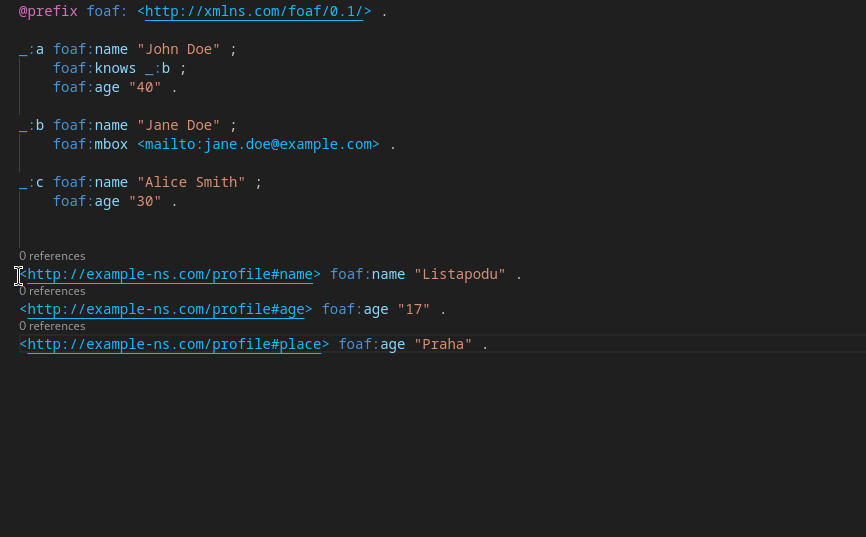 @prefix foaf: <http://xmlns.com/foaf/0.1/> .
_:a foaf:name "John Doe" ;
foaf:knows _:b ;
foaf:age "40" .
_:b foaf:name "Jane Doe" ;
foaf:mbox <mailto:jane.doe@example.com> .
_:c foaf:name "Alice Smith" ;
foaf:age "30" .
0 references
<http://example-ns.com/profile#name> foaf:name "Listapodu" .
0 references
<http://example-ns.com/profile#age> foaf:age "17" .
0 references
<http://example-ns.com/profile#place> foaf:age "Praha" .